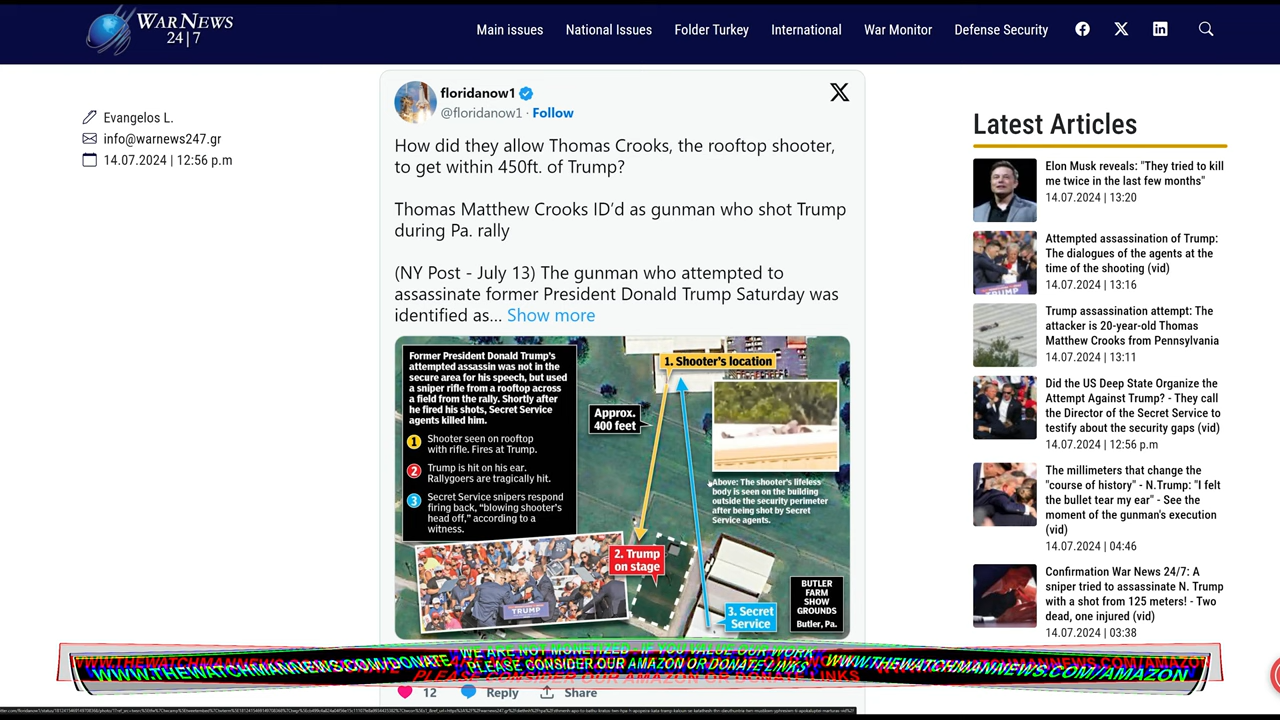 WAR NEWS
24|7
Main issues
National Issues
Folder Turkey
International
War Monitor
Defense Security
Evangelos L.
info@warnews247.gr
14.07.2024 | 12:56 p.m
floridanow1
@floridanow1 · Follow
How did they allow Thomas Crooks, the rooftop shooter,
to get within 450ft. of Trump?
Thomas Matthew Crooks ID'd as gunman who shot Trump
during Pa. rally
(NY Post - July 13) The gunman who attempted to
assassinate former President Donald Trump Saturday was
identified as... Show more
Former President Donald Trump's
attempted assassin was not in the
secure area for his speech, but used
a sniper rifle from a rooftop across
a field from the rally. Shortly after
he fired his shots, Secret Service
agents killed him.
1 Shooter seen on rooftop
with rifle. Fires at Trump.
2 Trump is hit on his ear.
Rallygoers are tragically hit.
3 Secret Service snipers respond
firing back, "blowing shooter's
head off," according to a
witness.
1. Shooter's location
Approx.
400 feet
Above: The shooter's lifeless
body is seen on the building
outside the security perimeter
after being shot by Secret
Service agents.
2. Trump
on stage
TRUMP
3. Secret
Service
BUTLER
FARM
SHOW
GROUNDS
Butler, Pa.
12
Reply
Share
Latest Articles
Elon Musk reveals: "They tried to kill
me twice in the last few months"
14.07.2024 | 13:20
Attempted assassination of Trump:
The dialogues of the agents at the
time of the shooting (vid)
14.07.2024 | 13:16
TRUMP
Trump assassination attempt: The
attacker is 20-year-old Thomas
Matthew Crooks from Pennsylvania
14.07.2024 | 13:11
Did the US Deep State Organize the
Attempt Against Trump? - They call
the Director of the Secret Service to
testify about the security gaps (vid)
14.07.2024 | 12:56 p.m
The millimeters that change the
"course of history" - N.Trump: "I felt
the bullet tear my ear" - See the
moment of the gunman's execution
(vid)
14.07.2024 | 04:46
Confirmation War News 24/7: A
sniper tried to assassinate N. Trump
with a shot from 125 meters! - Two
dead, one injured (vid)
14.07.2024 | 03:38
WE ARE NOT MONETIZED - IF YOU VALUE OUR WORK
PLEASE CONSIDER OUR AMAZON OR DONATE LINKS
WWW.THEWATCHMANNEWS.COM/DONATE
WWW.THEWATCHMANNEWS.COM/AMAZON